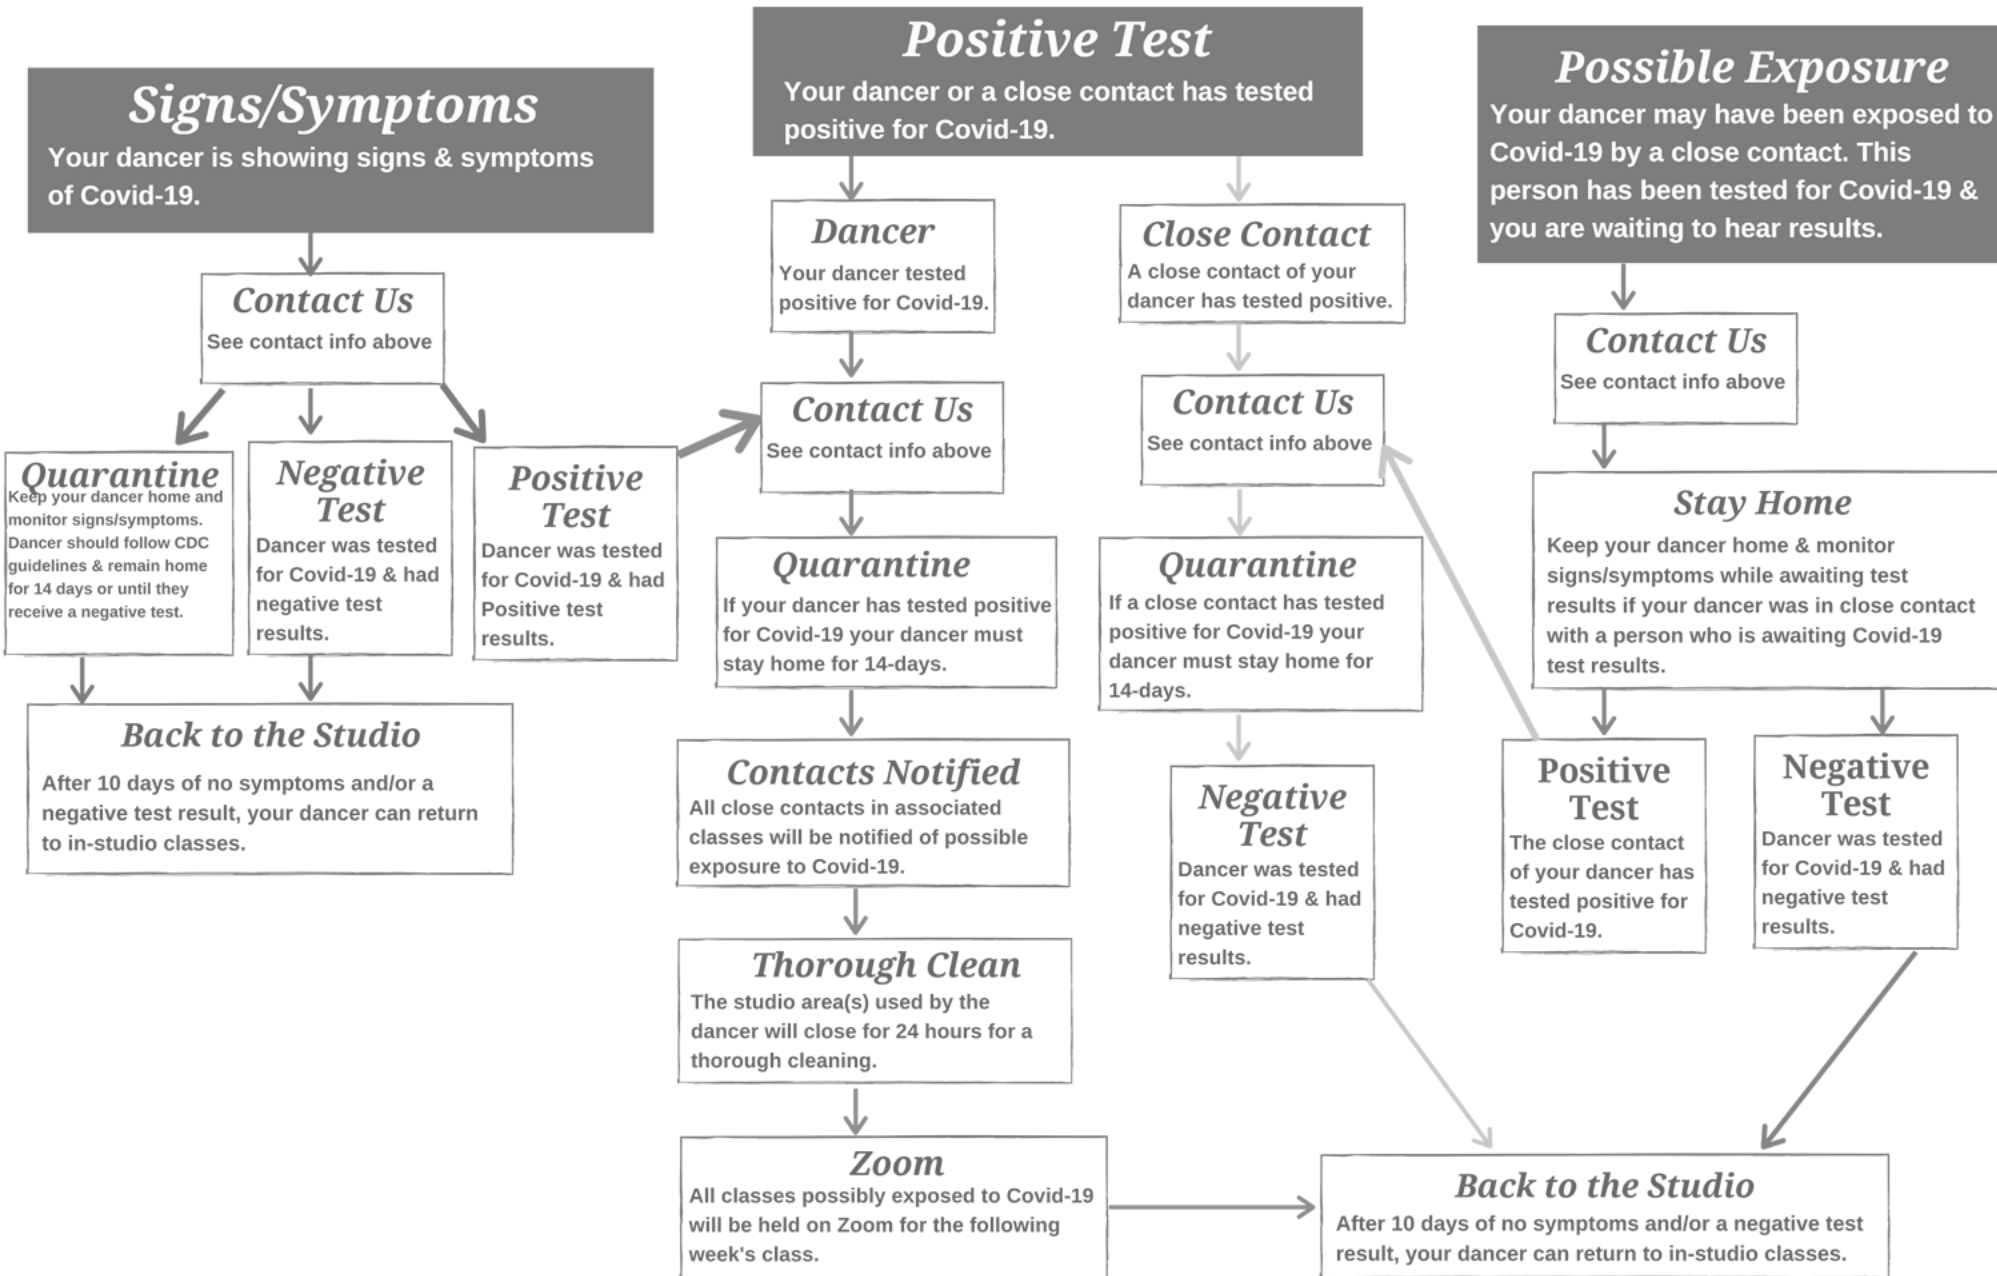 Signs/Symptoms
Your dancer is showing signs & symptoms
of Covid-19.
Contact Us
See contact info above
Quarantine
Keep your dancer home and
monitor signs/symptoms.
Dancer should follow CDC
guidelines & remain home
for 14 days or until they
receive a negative test.
Negative
Test
Dancer was tested
for Covid-19 & had
negative test
results.
Positive
Test
Dancer was tested
for Covid-19 & had
Positive test
results.
Back to the Studio
After 10 days of no symptoms and/or a
negative test result, your dancer can return
to in-studio classes.
Positive Test
Your dancer or a close contact has tested
positive for Covid-19.
Dancer
Your dancer tested
positive for Covid-19.
Contact Us
See contact info above
Quarantine
If your dancer has tested positive
for Covid-19 your dancer must
stay home for 14-days.
Contacts Notified
All close contacts in associated
classes will be notified of possible
exposure to Covid-19.
Thorough Clean
The studio area(s) used by the
dancer will close for 24 hours for a
thorough cleaning.
Zoom
All classes possibly exposed to Covid-19
will be held on Zoom for the following
week's class.
Close Contact
A close contact of your
dancer has tested positive.
Contact Us
See contact info above
Quarantine
If a close contact has tested
positive for Covid-19 your
dancer must stay home for
14-days.
Negative
Test
Dancer was tested
for Covid-19 & had
negative test
results.
Possible Exposure
Your dancer may have been exposed to
Covid-19 by a close contact. This
person has been tested for Covid-19 &
you are waiting to hear results.
Contact Us
See contact info above
Stay Home
Keep your dancer home & monitor
signs/symptoms while awaiting test
results if your dancer was in close contact
with a person who is awaiting Covid-19
test results.
Positive
Test
The close contact
of your dancer has
tested positive for
Covid-19.
Negative
Test
Dancer was tested
for Covid-19 & had
negative test
results.
Back to the Studio
After 10 days of no symptoms and/or a negative test
result, your dancer can return to in-studio classes.